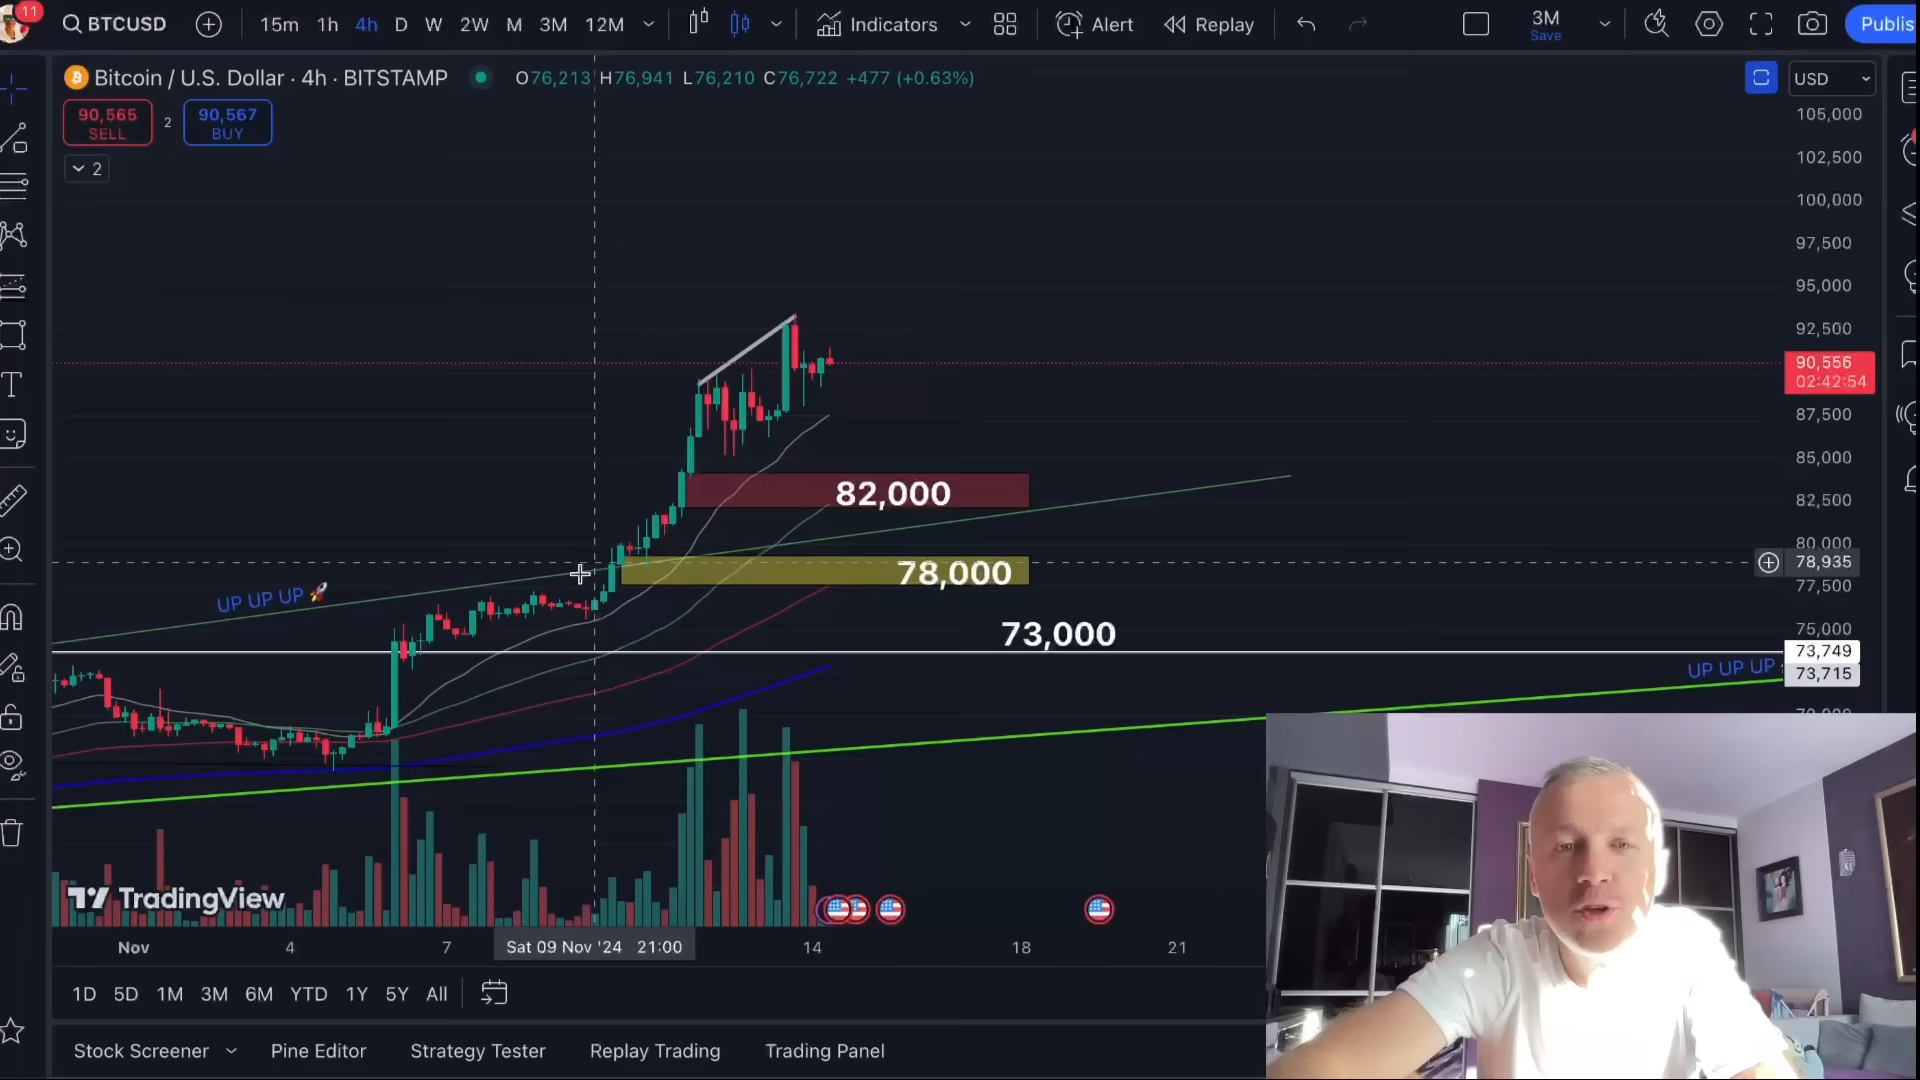 11
BTCUSD
15m 1h 4h D W 2W M 3M 12M
Indicators
Alert
Replay
3M
Save
Publis
Bitcoin / U.S. Dollar · 4h · BITSTAMP
O76,213 H76,941 L76,210 C76,722 +477 (+0.63%)
USD
90,565
SELL
2
90,567
BUY
2
105,000
102,500
100,000
97,500
95,000
92,500
90,556
02:42:54
87,500
85,000
82,500
80,000
78,935
77,500
75,000
73,749
73,715
82,000
78,000
73,000
UP UP UP 🚀
UP UP UP
TradingView
Nov 4 7 Sat 09 Nov '24 21:00 14 18 21
1D 5D 1M 3M 6M YTD 1Y 5Y All
Stock Screener Pine Editor Strategy Tester Replay Trading Trading Panel